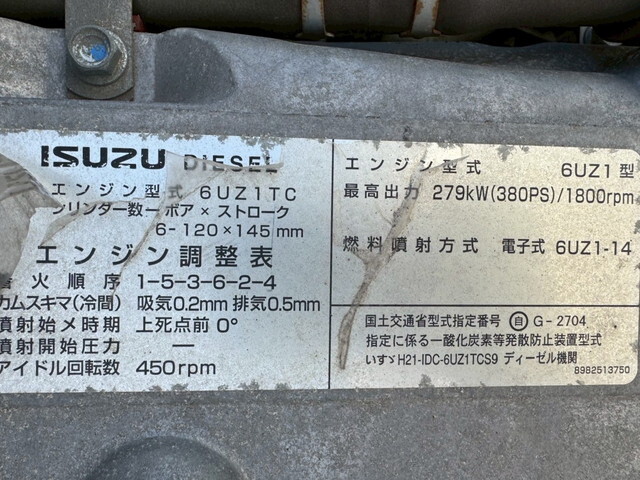 ISUZU DIESEL
エンジン型式 6UZ1TC
シリンダー数ーボア×ストローク
6-120×145mm
エンジン調整表
着火順序 1-5-3-6-2-4
カムスキマ(冷間) 吸気0.2mm 排気0.5mm
噴射始メ時期 上死点前 0°
噴射開始圧力 ー
アイドル回転数 450rpm
エンジン型式 6UZ1型
最高出力 279kW(380PS)/1800rpm
燃料噴射方式 電子式 6UZ1-14
国土交通省型式指定番号 自 G-2704
指定に係る一酸化炭素等発散防止装置型式
いすゞH21-IDC-6UZ1TCS9 ディーゼル機関
8982513750